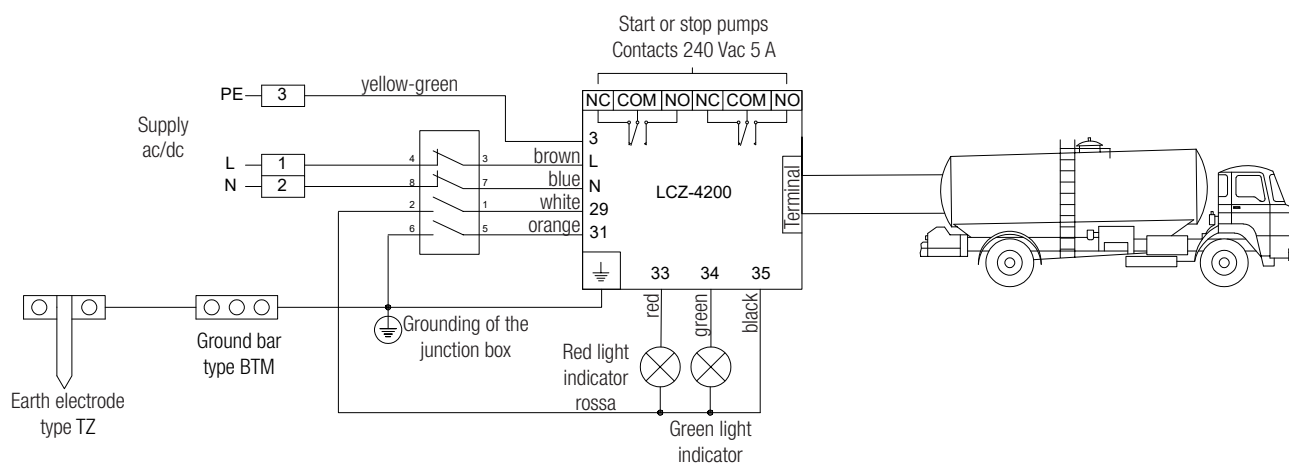 Start or stop pumps
Contacts 240 Vac 5 A
NC COM NO NC COM NO
PE 3 yellow-green 3
Supply
ac/dc
L 1 4 3 brown L
N 2 8 7 blue N
2 1 white 29
6 5 orange 31
LCZ-4200
Terminal
33 34 35
red green black
Grounding of the
junction box
Ground bar
type BTM
Earth electrode
type TZ
Red light
indicator
rossa
Green light
indicator